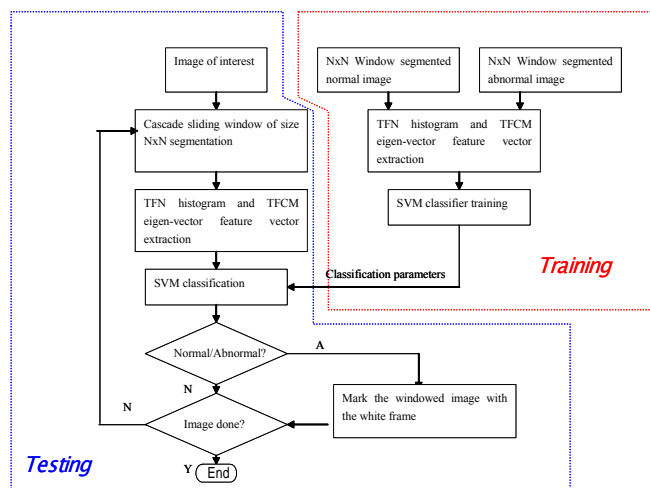 Image of interest
NxN Window segmented
normal image
NxN Window segmented
abnormal image
Cascade sliding window of size
NxN segmentation
TFN histogram and TFCM
eigen-vector feature vector
extraction
TFN histogram and TFCM
eigen-vector feature vector
extraction
SVM classifier training
Classification parameters
Training
SVM classification
Normal/Abnormal?
A
N
Mark the windowed image with
the white frame
N
Image done?
Y
End
Testing